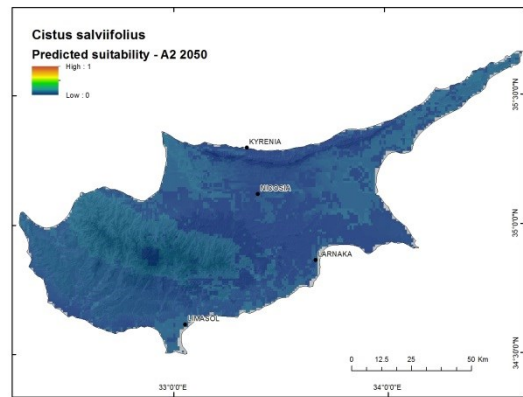 Cistus salviifolius
Predicted suitability - A2 2050
High : 1
Low : 0
KYRENIA
NICOSIA
LARNAKA
LIMASOL
35°30'0"N
35°0'0"N
34°30'0"N
0 12.5 25 50 Km
33°0'0"E
34°0'0"E